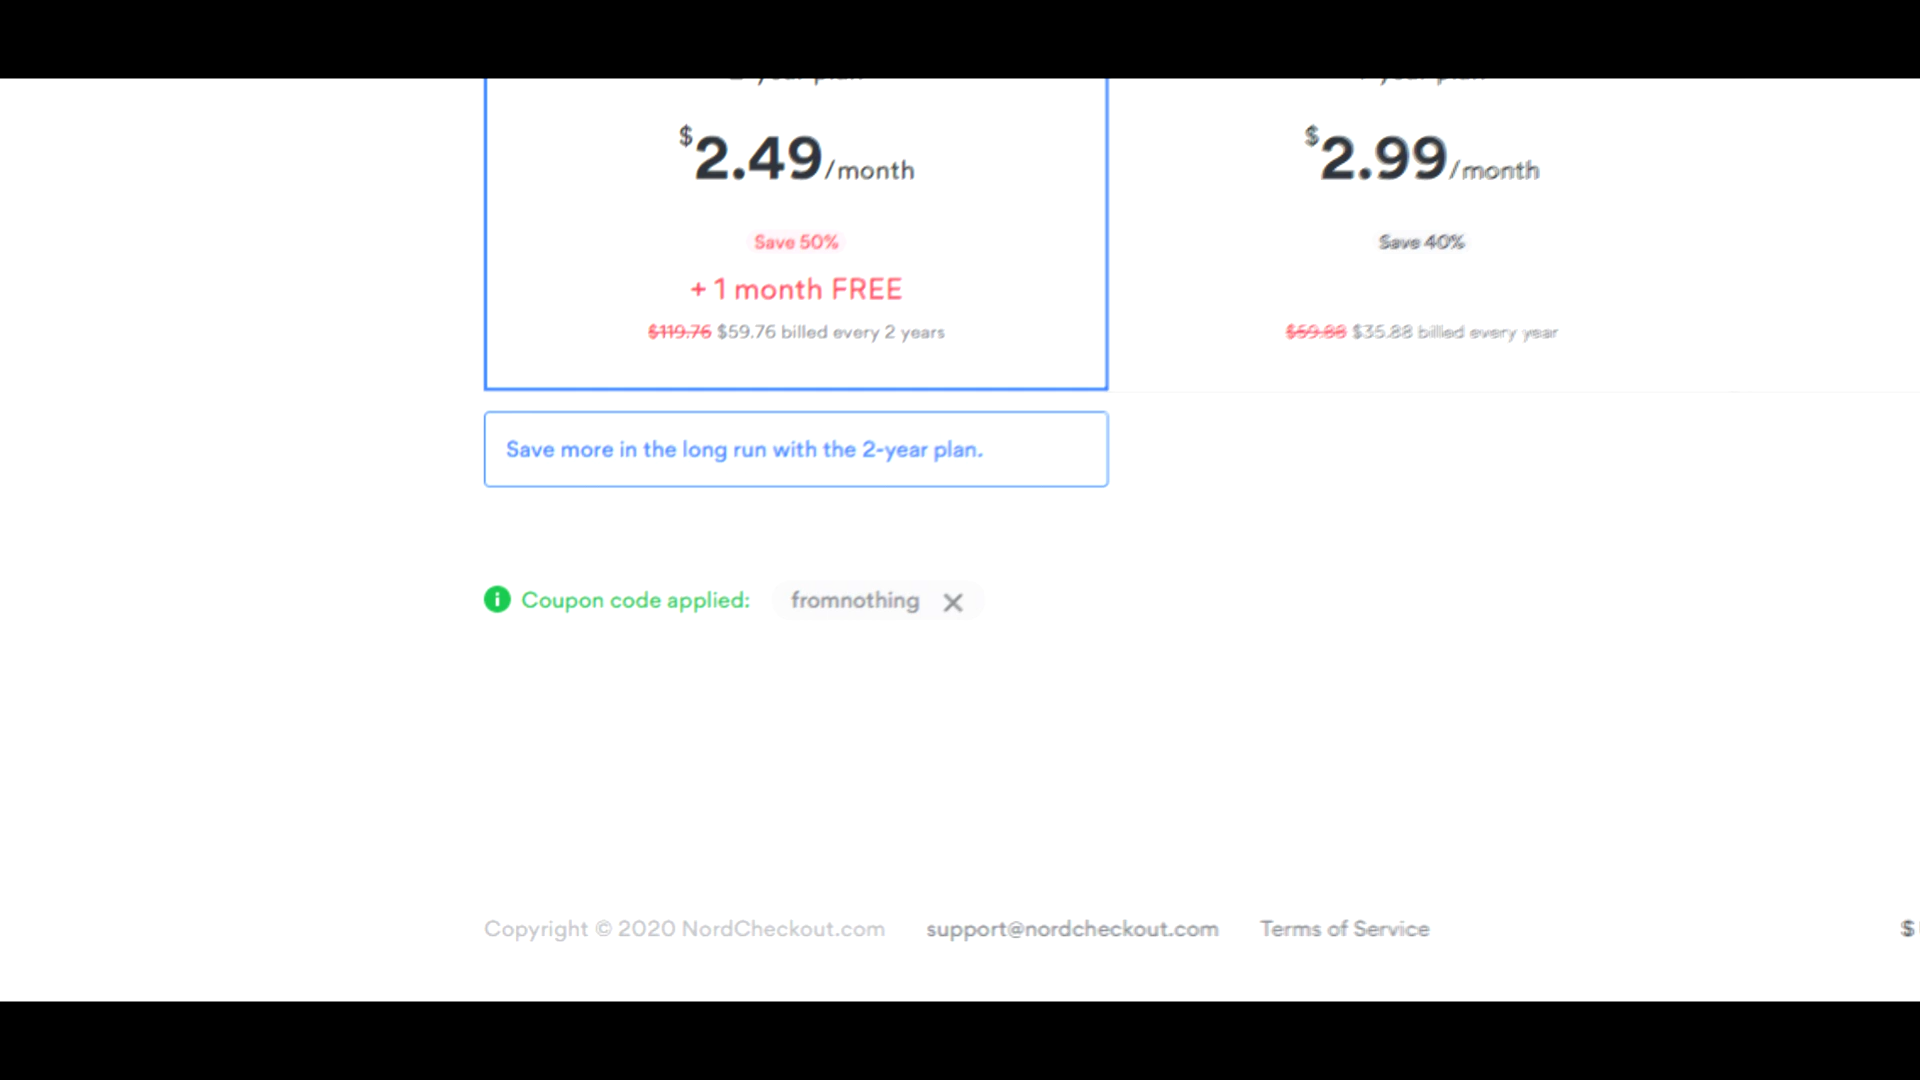 $2.49/month
Save 50%
+ 1 month FREE
$119.76 $59.76 billed every 2 years
$2.99/month
Save 40%
$59.88 $35.88 billed every year
Save more in the long run with the 2-year plan.
Coupon code applied: fromnothing
Copyright © 2020 NordCheckout.com support@nordcheckout.com Terms of Service $